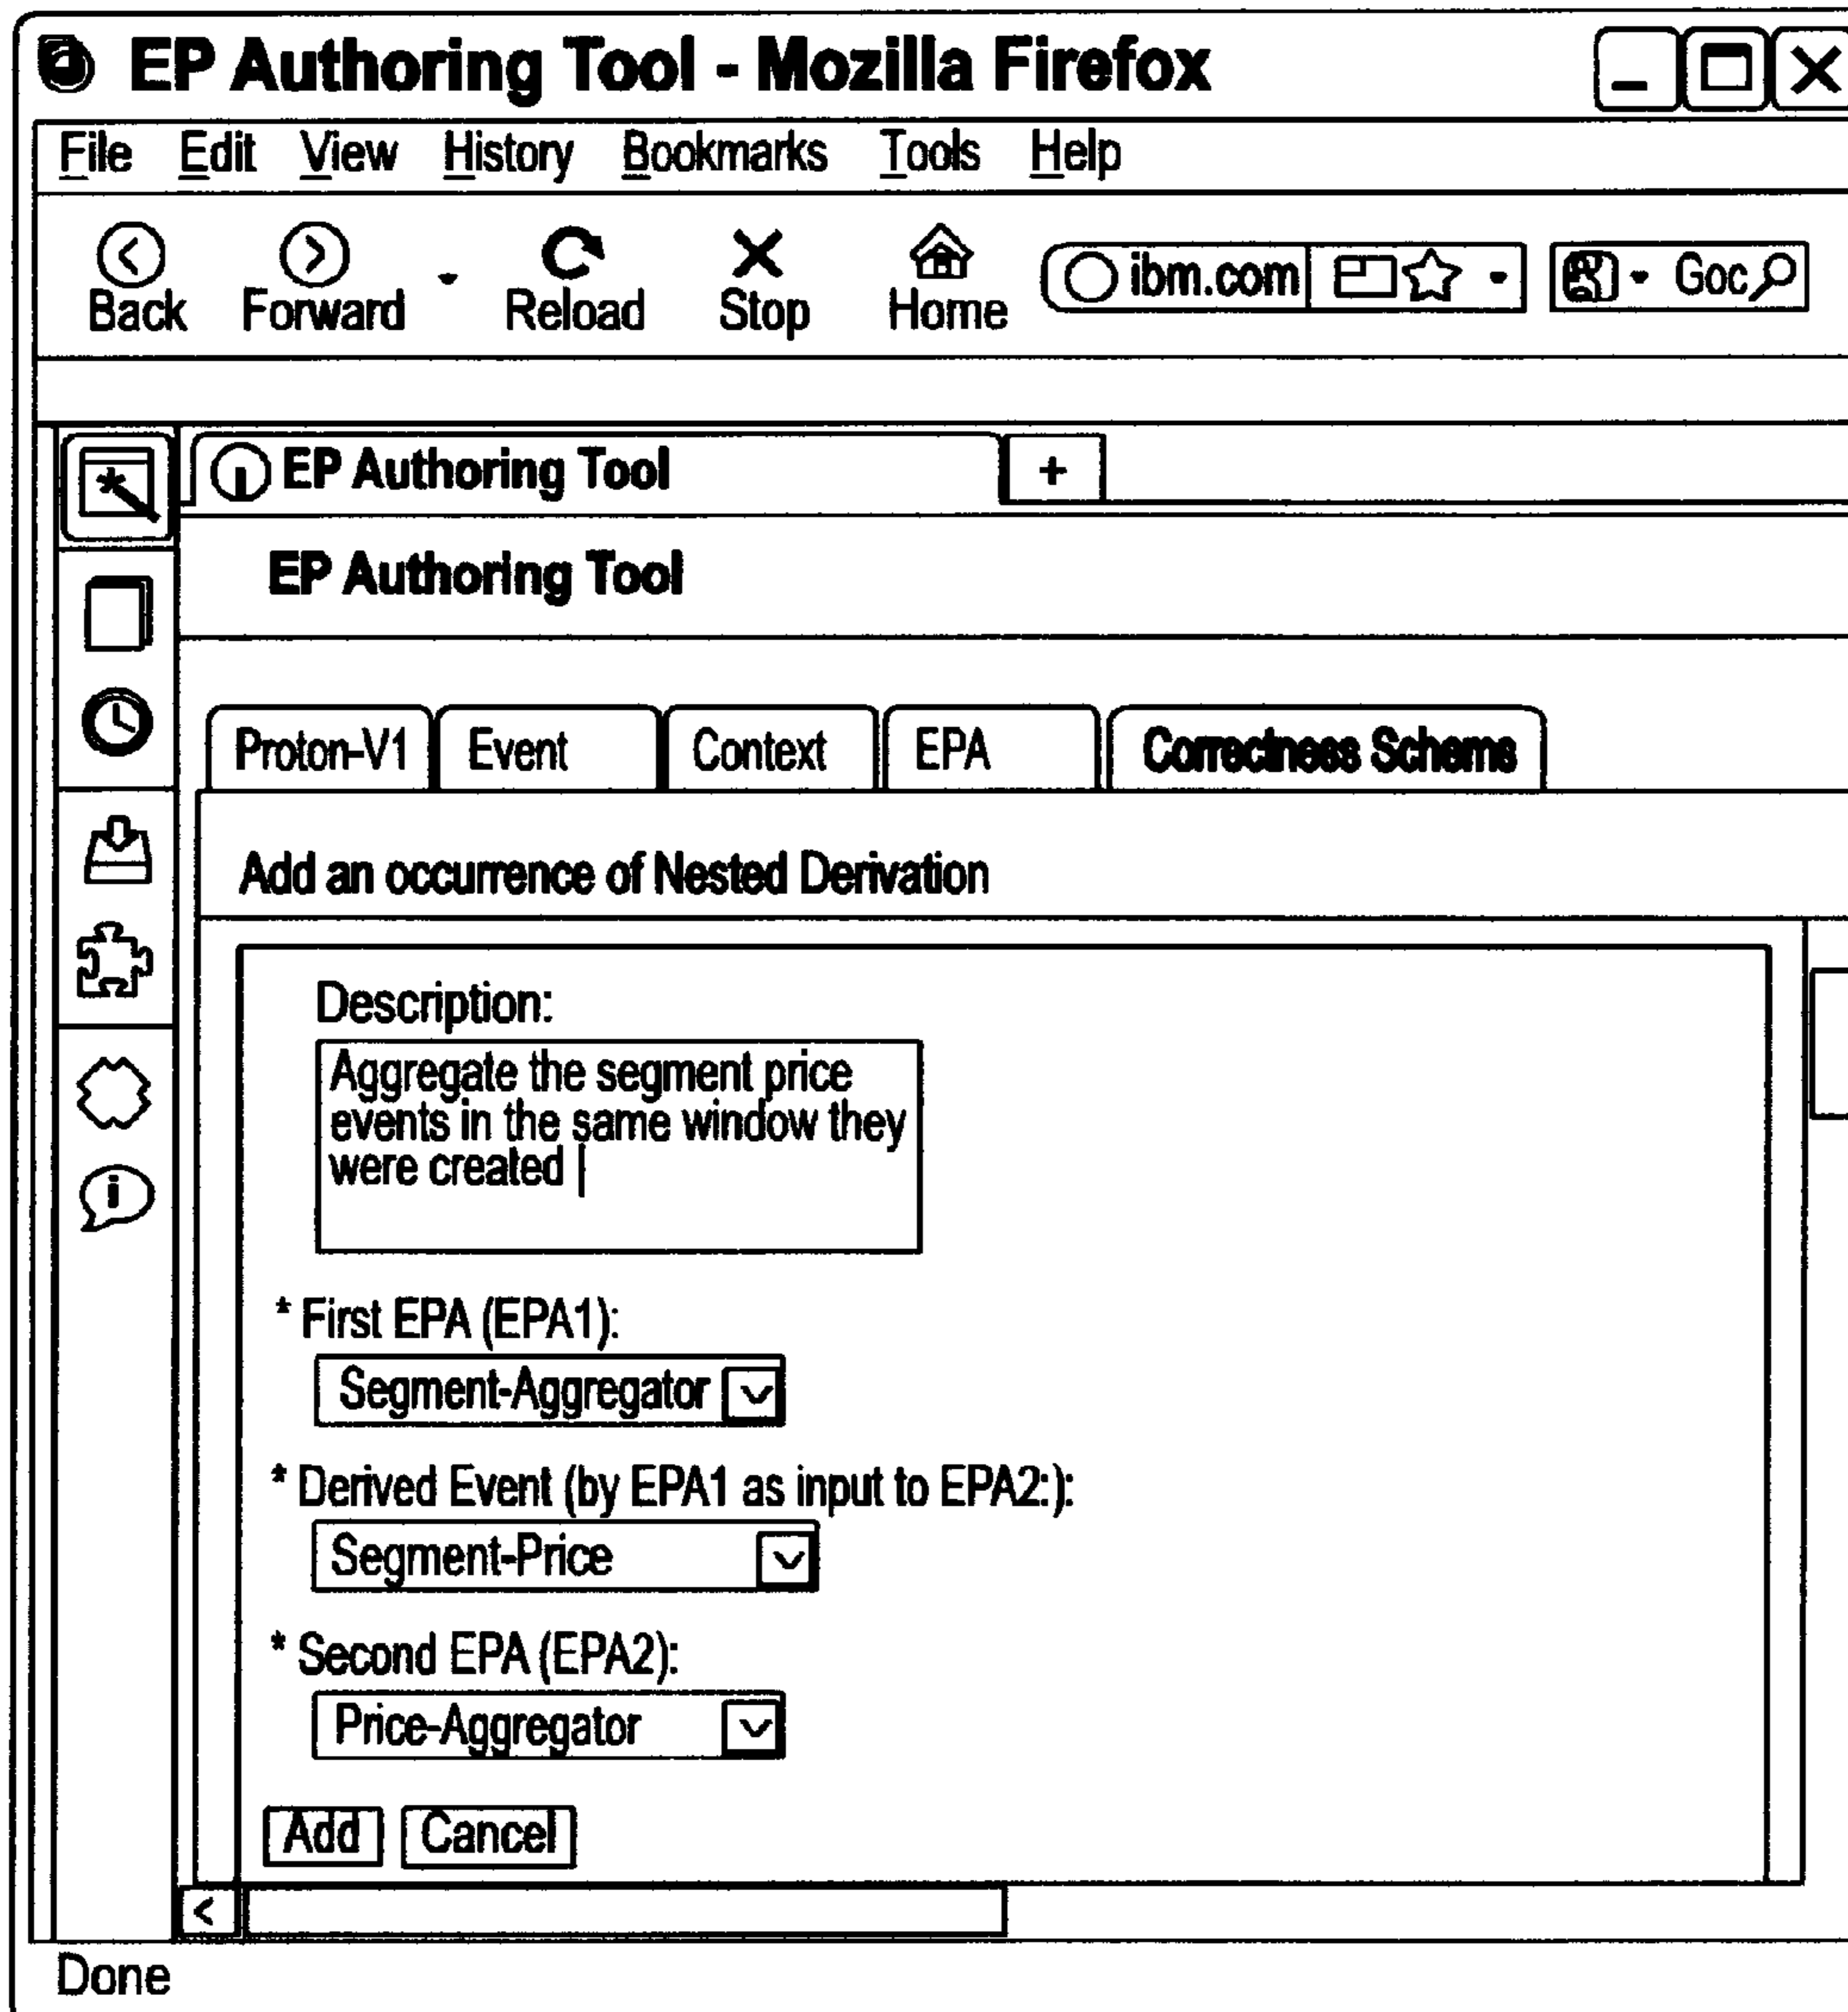 EP Authoring Tool - Mozilla Firefox
File Edit View History Bookmarks Tools Help
Back Forward Reload Stop Home ibm.com Goc
EP Authoring Tool +
EP Authoring Tool
Proton-V1 Event Context EPA Correctness Schems
Add an occurrence of Nested Derivation
Description:
Aggregate the segment price
events in the same window they
were created
* First EPA (EPA1):
Segment-Aggregator
* Derived Event (by EPA1 as input to EPA2:):
Segment-Price
* Second EPA (EPA2):
Price-Aggregator
Add Cancel
Done